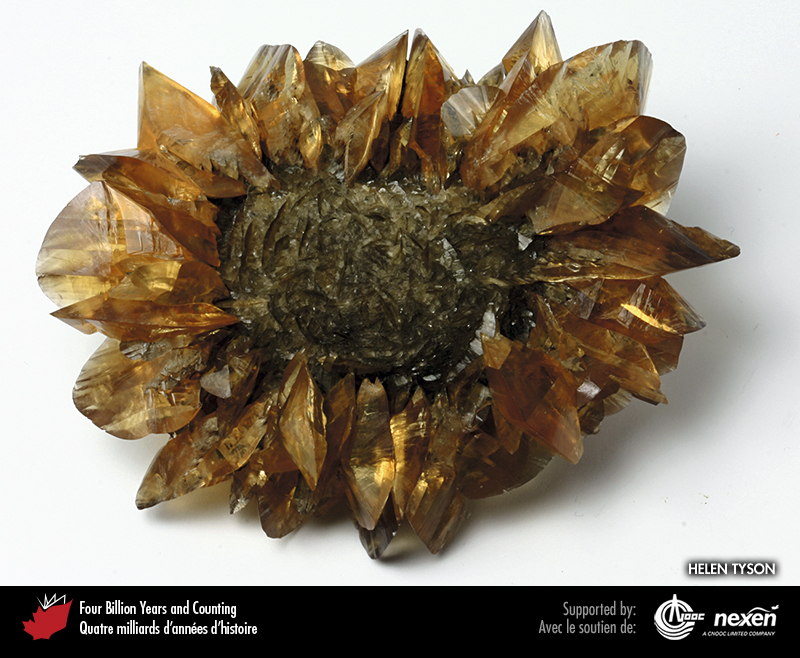 HELEN TYSON
Four Billion Years and Counting
Quatre milliards d'années d'histoire
Supported by:
Avec le soutien de:
CNOOC
nexen
A CNOOC LIMITED COMPANY